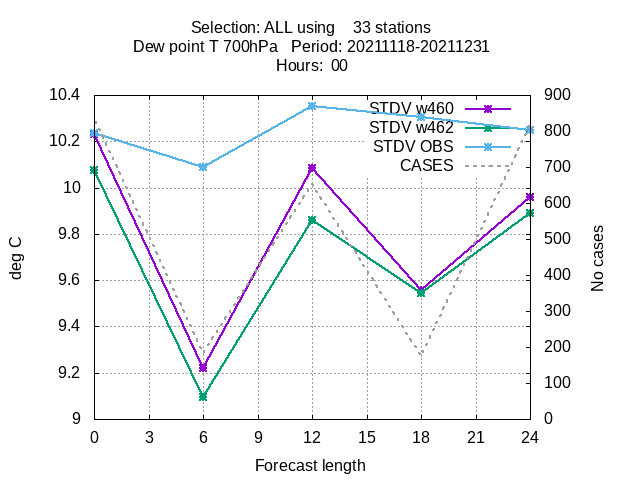 Selection: ALL using    33 stations
Dew point T 700hPa   Period: 20211118-20211231
Hours:  00
10.4
10.2
10
9.8
9.6
9.4
9.2
9
deg C
STDV w460
STDV w462
STDV OBS
CASES
900
800
700
600
500
400
300
200
100
0
No cases
0 3 6 9 12 15 18 21 24
Forecast length